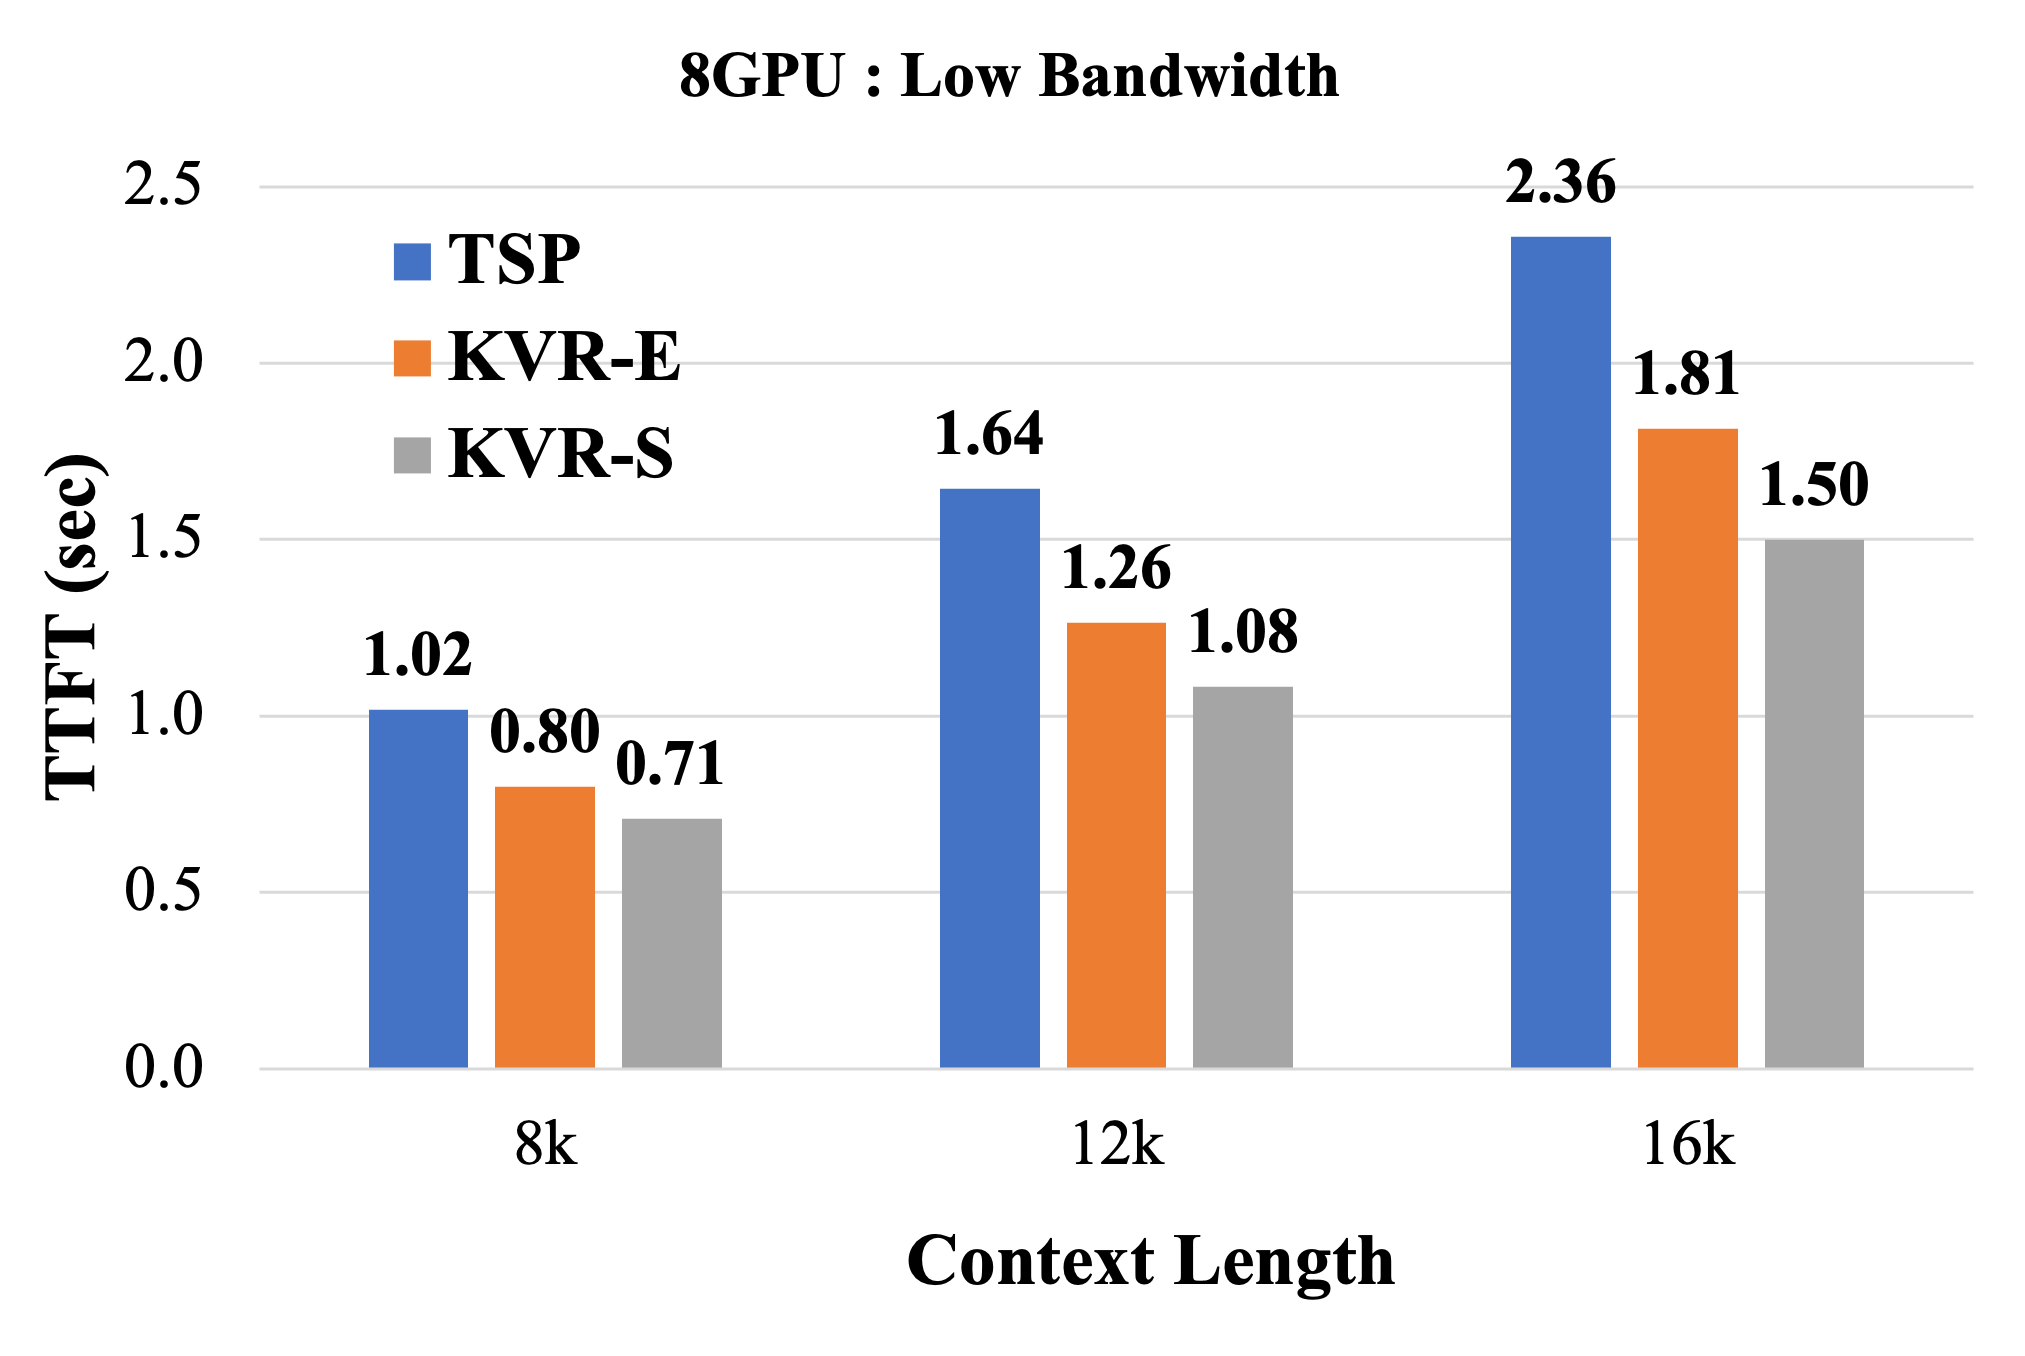 8GPU : Low Bandwidth
TTFT (sec)
2.5
2.0
1.5
1.0
0.5
0.0
TSP
KVR-E
KVR-S
1.02
0.80
0.71
1.64
1.26
1.08
2.36
1.81
1.50
8k
12k
16k
Context Length